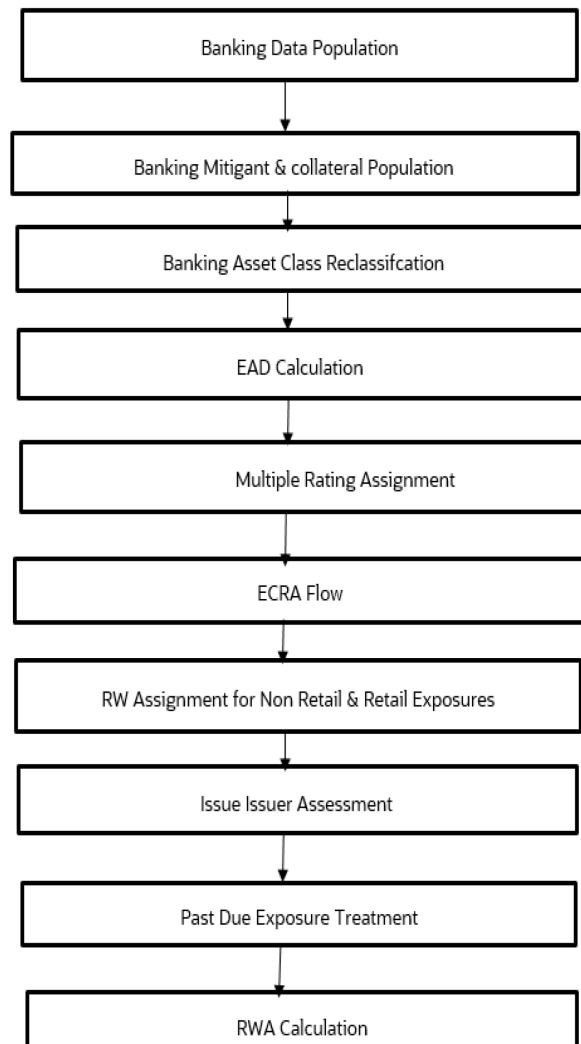 Banking Data Population
Banking Mitigant & collateral Population
Banking Asset Class Reclassifcation
EAD Calculation
Multiple Rating Assignment
ECRA Flow
RW Assignment for Non Retail & Retail Exposures
Issue Issuer Assessment
Past Due Exposure Treatment
RWA Calculation